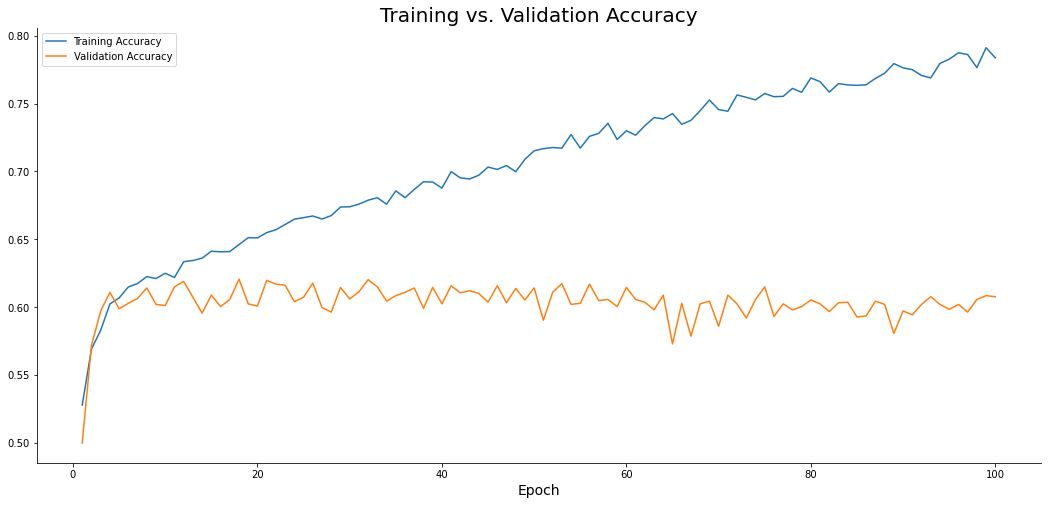 Training vs. Validation Accuracy
Training Accuracy
Validation Accuracy
0.80
0.75
0.70
0.65
0.60
0.55
0.50
0 20 40 60 80 100
Epoch